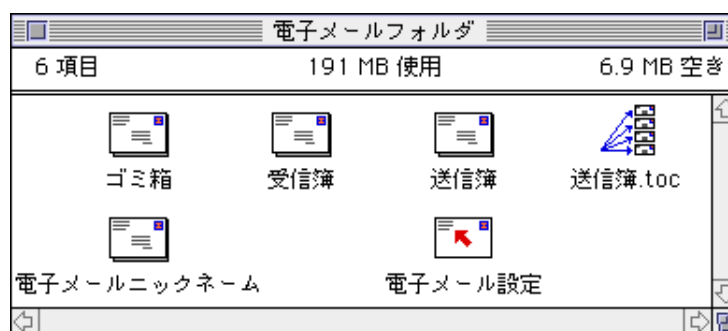 電子メールフォルダ
6 項目 191 MB 使用 6.9 MB 空き
ゴミ箱 受信簿 送信簿 送信簿.toc
電子メールニックネーム 電子メール設定